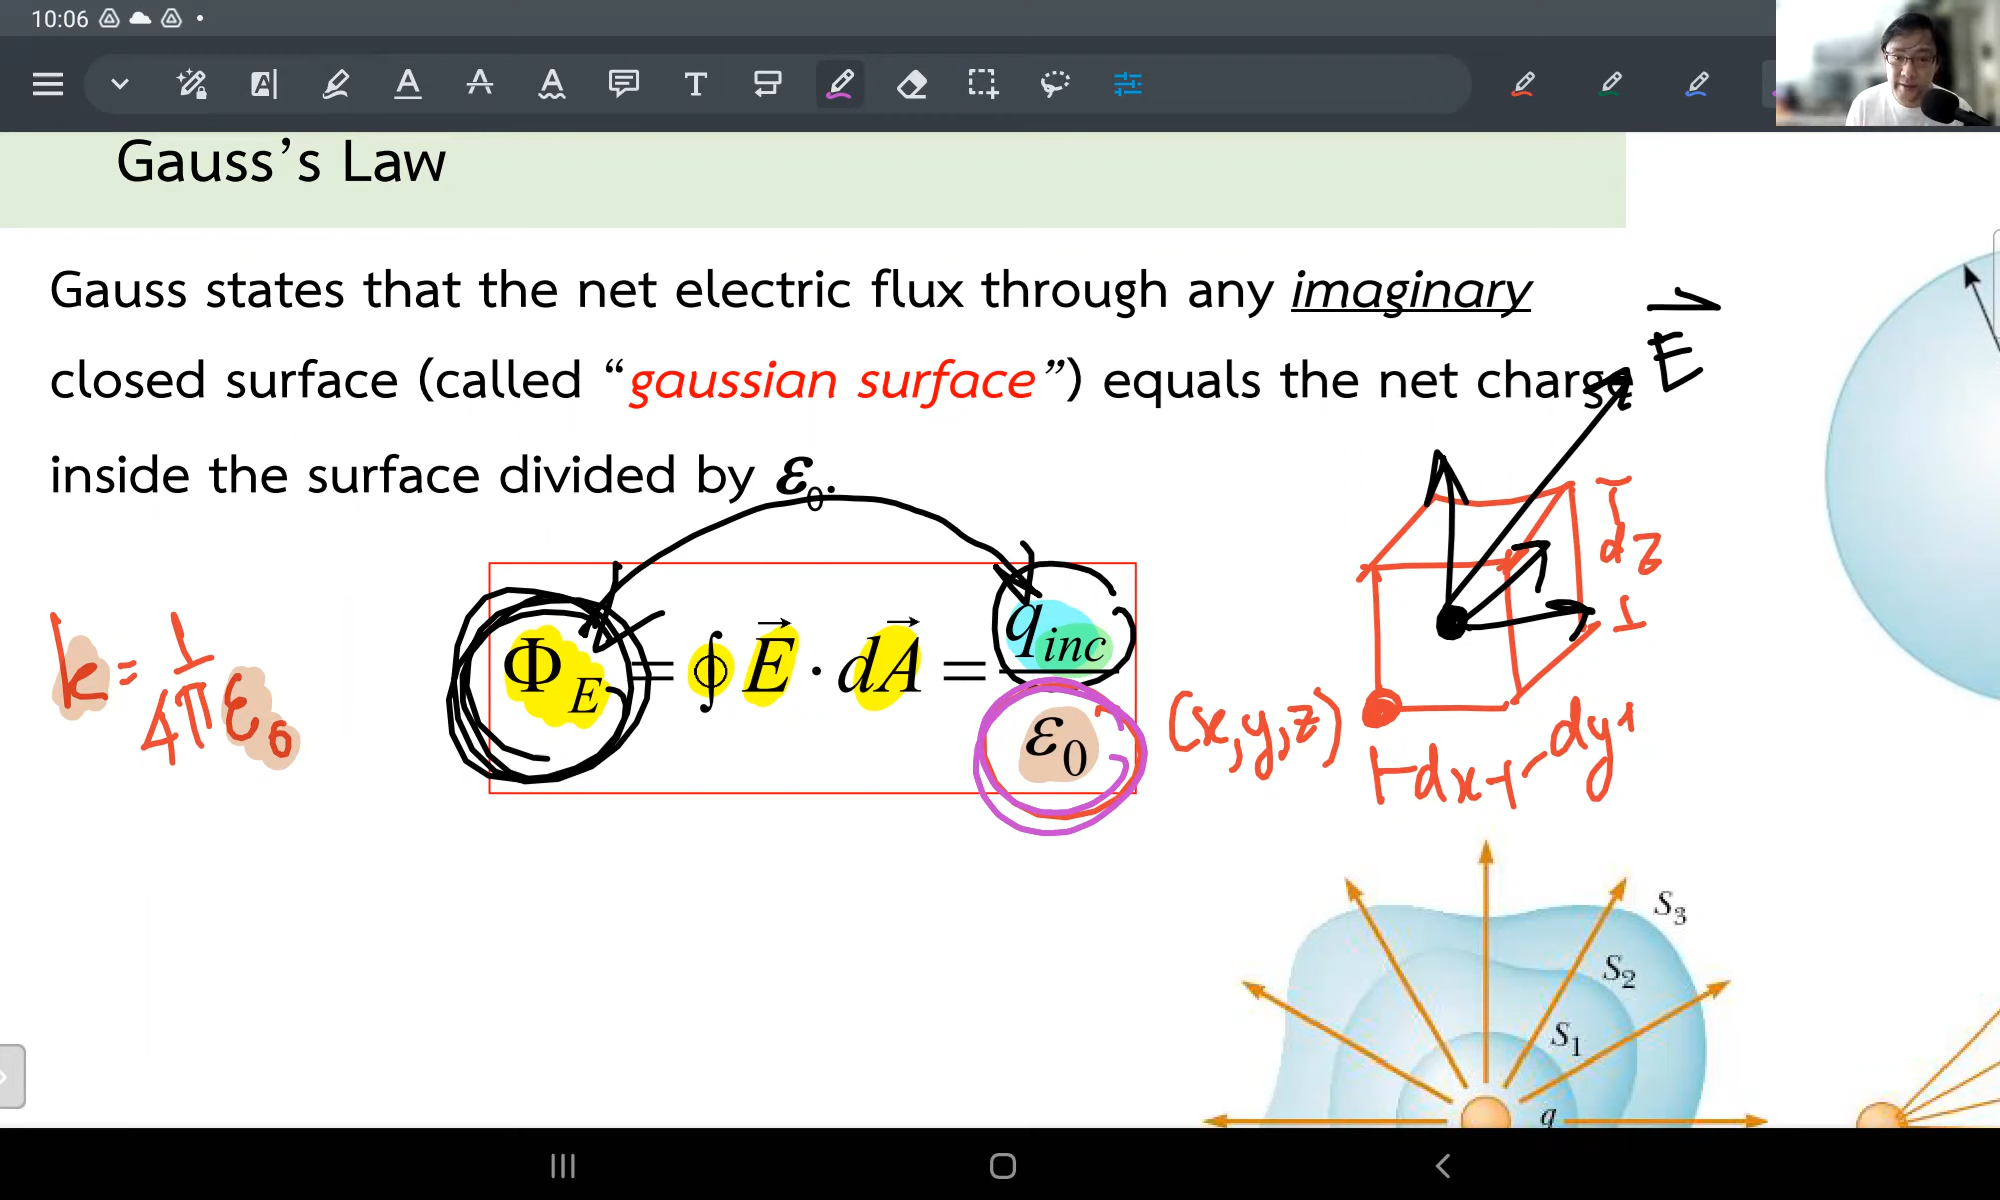 10:06
Gauss’s Law
Gauss states that the net electric flux through any imaginary
closed surface (called “gaussian surface”) equals the net charge
inside the surface divided by ε₀.
E
dz
k = 1/4πε₀
Φ_E = ∮ E · dA = q_inc / ε₀
(x,y,z)
dx
dy
S₃
S₂
S₁
q